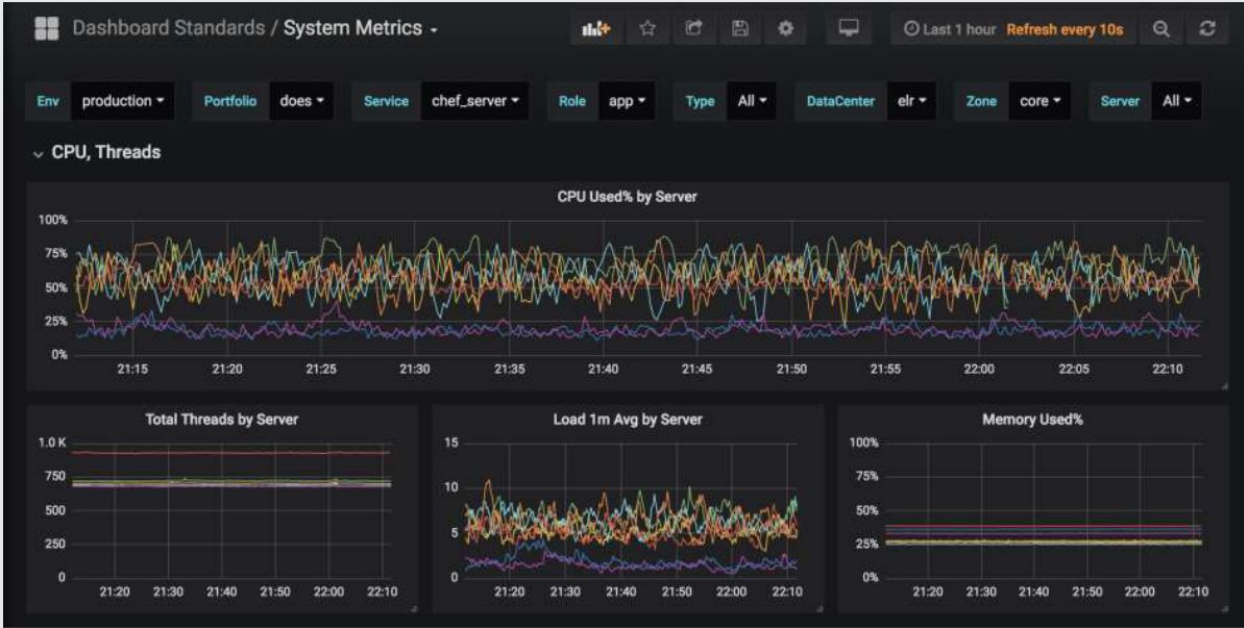 Dashboard Standards / System Metrics
Last 1 hour Refresh every 10s
Env production Portfolio does Service chef_server Role app Type All DataCenter elr Zone core Server All
CPU, Threads
CPU Used% by Server
100%
75%
50%
25%
0%
21:15 21:20 21:25 21:30 21:35 21:40 21:45 21:50 21:55 22:00 22:05 22:10
Total Threads by Server
1.0 K
750
500
250
0
21:20 21:30 21:40 21:50 22:00 22:10
Load 1m Avg by Server
15
10
5
0
21:20 21:30 21:40 21:50 22:00 22:10
Memory Used%
100%
75%
50%
25%
0%
21:20 21:30 21:40 21:50 22:00 22:10